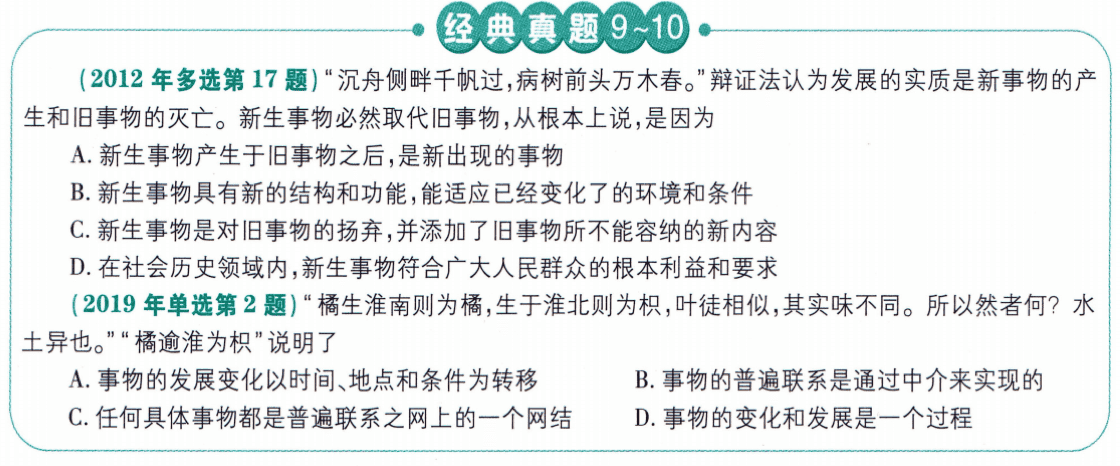 经典真题9~10
(2012 年多选第 17 题)“沉舟侧畔千帆过,病树前头万木春。”辩证法认为发展的实质是新事物的产
生和旧事物的灭亡。新生事物必然取代旧事物,从根本上说,是因为
A. 新生事物产生于旧事物之后,是新出现的事物
B. 新生事物具有新的结构和功能,能适应已经变化了的环境和条件
C. 新生事物是对旧事物的扬弃,并添加了旧事物所不能容纳的新内容
D. 在社会历史领域内,新生事物符合广大人民群众的根本利益和要求
(2019 年单选第 2 题)“橘生淮南则为橘,生于淮北则为枳,叶徒相似,其实味不同。所以然者何? 水
土异也。”“橘逾淮为枳”说明了
A. 事物的发展变化以时间、地点和条件为转移 B. 事物的普遍联系是通过中介来实现的
C. 任何具体事物都是普遍联系之网上的一个网结 D. 事物的变化和发展是一个过程